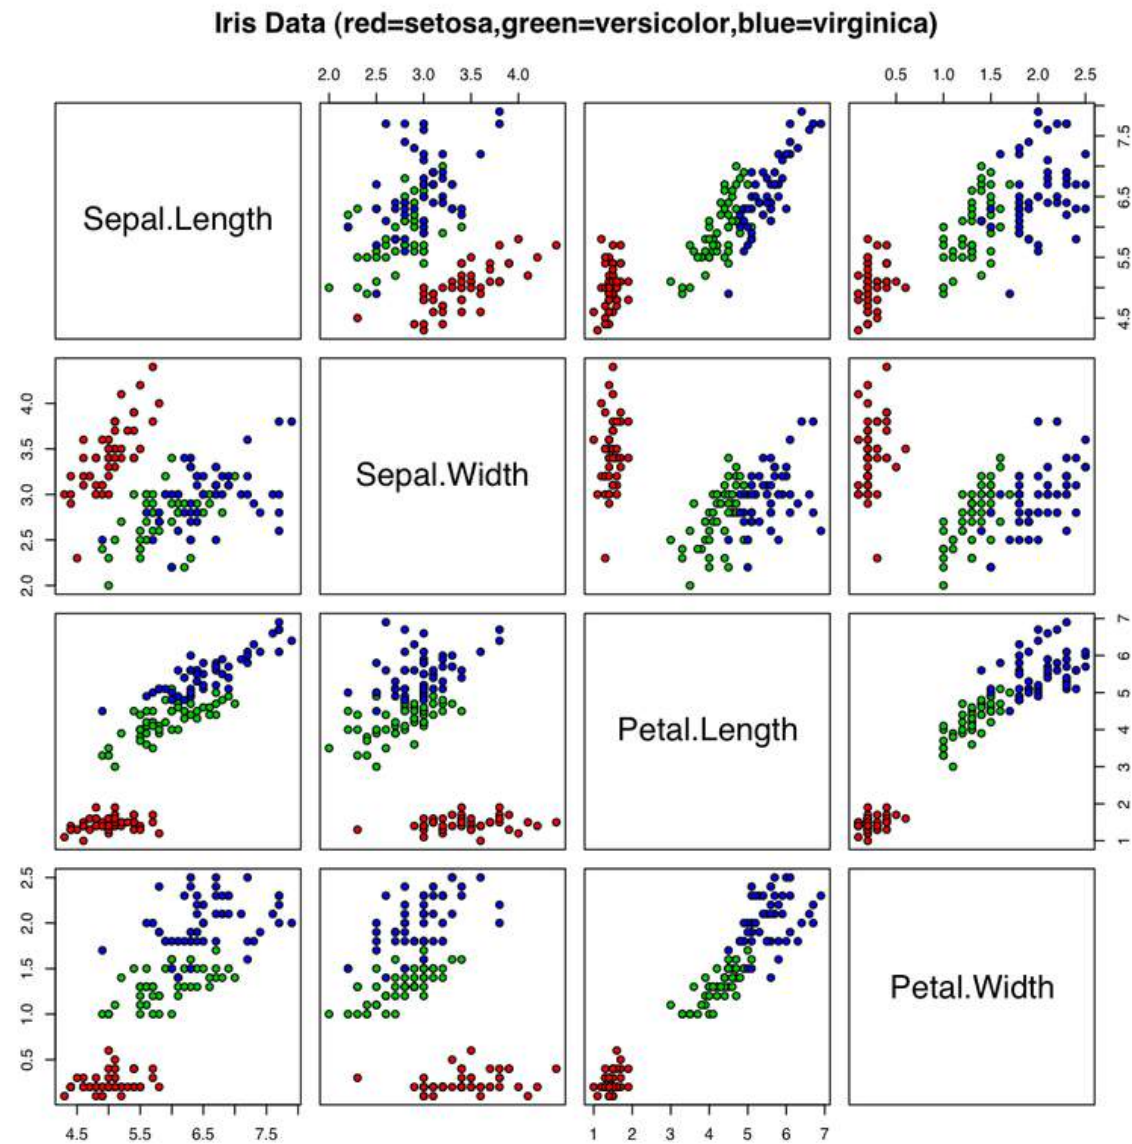 Iris Data (red=setosa,green=versicolor,blue=virginica)
2.0 2.5 3.0 3.5 4.0
0.5 1.0 1.5 2.0 2.5
Sepal.Length
4.5 5.5 6.5 7.5
2.0 2.5 3.0 3.5 4.0
Sepal.Width
Petal.Length
1 2 3 4 5 6 7
0.5 1.0 1.5 2.0 2.5
Petal.Width
4.5 5.5 6.5 7.5
1 2 3 4 5 6 7